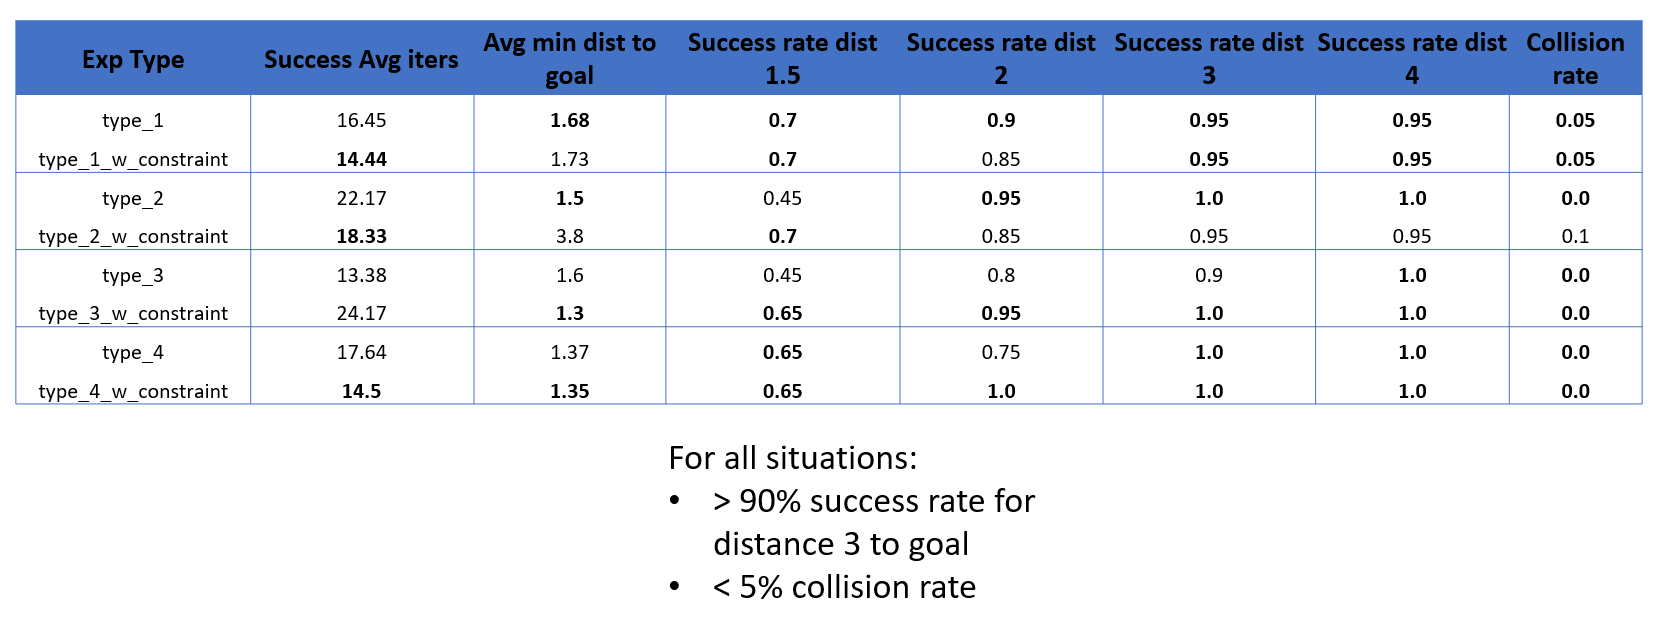 Exp Type Success Avg iters Avg min dist to goal Success rate dist 1.5 Success rate dist 2 Success rate dist 3 Success rate dist 4 Collision rate
type_1 16.45 1.68 0.7 0.9 0.95 0.95 0.05
type_1_w_constraint 14.44 1.73 0.7 0.85 0.95 0.95 0.05
type_2 22.17 1.5 0.45 0.95 1.0 1.0 0.0
type_2_w_constraint 18.33 3.8 0.7 0.85 0.95 0.95 0.1
type_3 13.38 1.6 0.45 0.8 0.9 1.0 0.0
type_3_w_constraint 24.17 1.3 0.65 0.95 1.0 1.0 0.0
type_4 17.64 1.37 0.65 0.75 1.0 1.0 0.0
type_4_w_constraint 14.5 1.35 0.65 1.0 1.0 1.0 0.0
For all situations:
• > 90% success rate for
distance 3 to goal
• < 5% collision rate